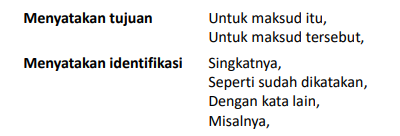 Menyatakan tujuan Untuk maksud itu,
Untuk maksud tersebut,
Menyatakan identifikasi Singkatnya,
Seperti sudah dikatakan,
Dengan kata lain,
Misalnya,